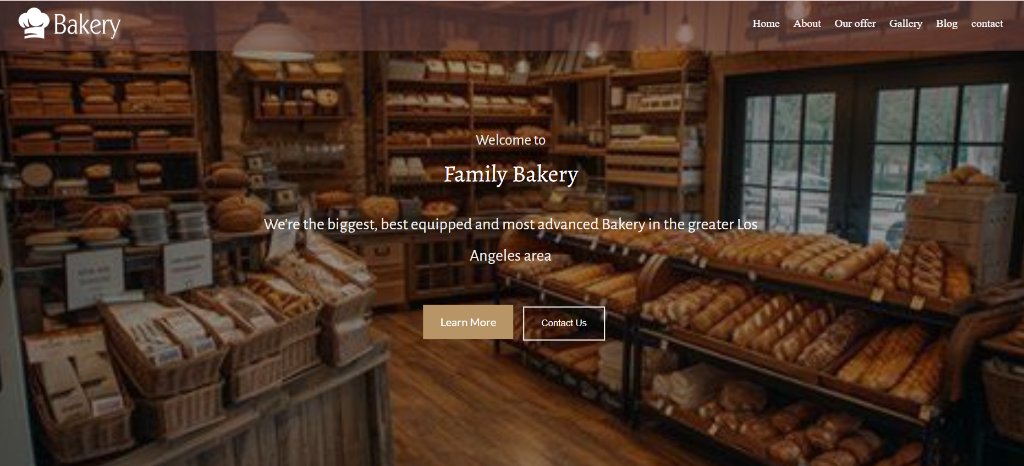 Bakery
Home About Our offer Gallery Blog contact
Welcome to
Family Bakery
We're the biggest, best equipped and most advanced Bakery in the greater Los
Angeles area
Learn More Contact Us